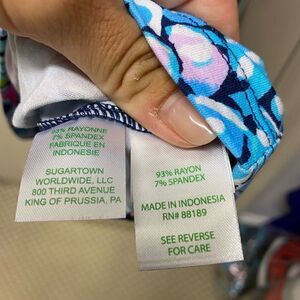 93% RAYONNE
7% SPANDEX
FABRIQUE EN
INDONESIE
SUGARTOWN
WORLDWIDE, LLC
800 THIRD AVENUE
KING OF PRUSSIA, PA
93% RAYON
7% SPANDEX
MADE IN INDONESIA
RN# 88189
SEE REVERSE
FOR CARE